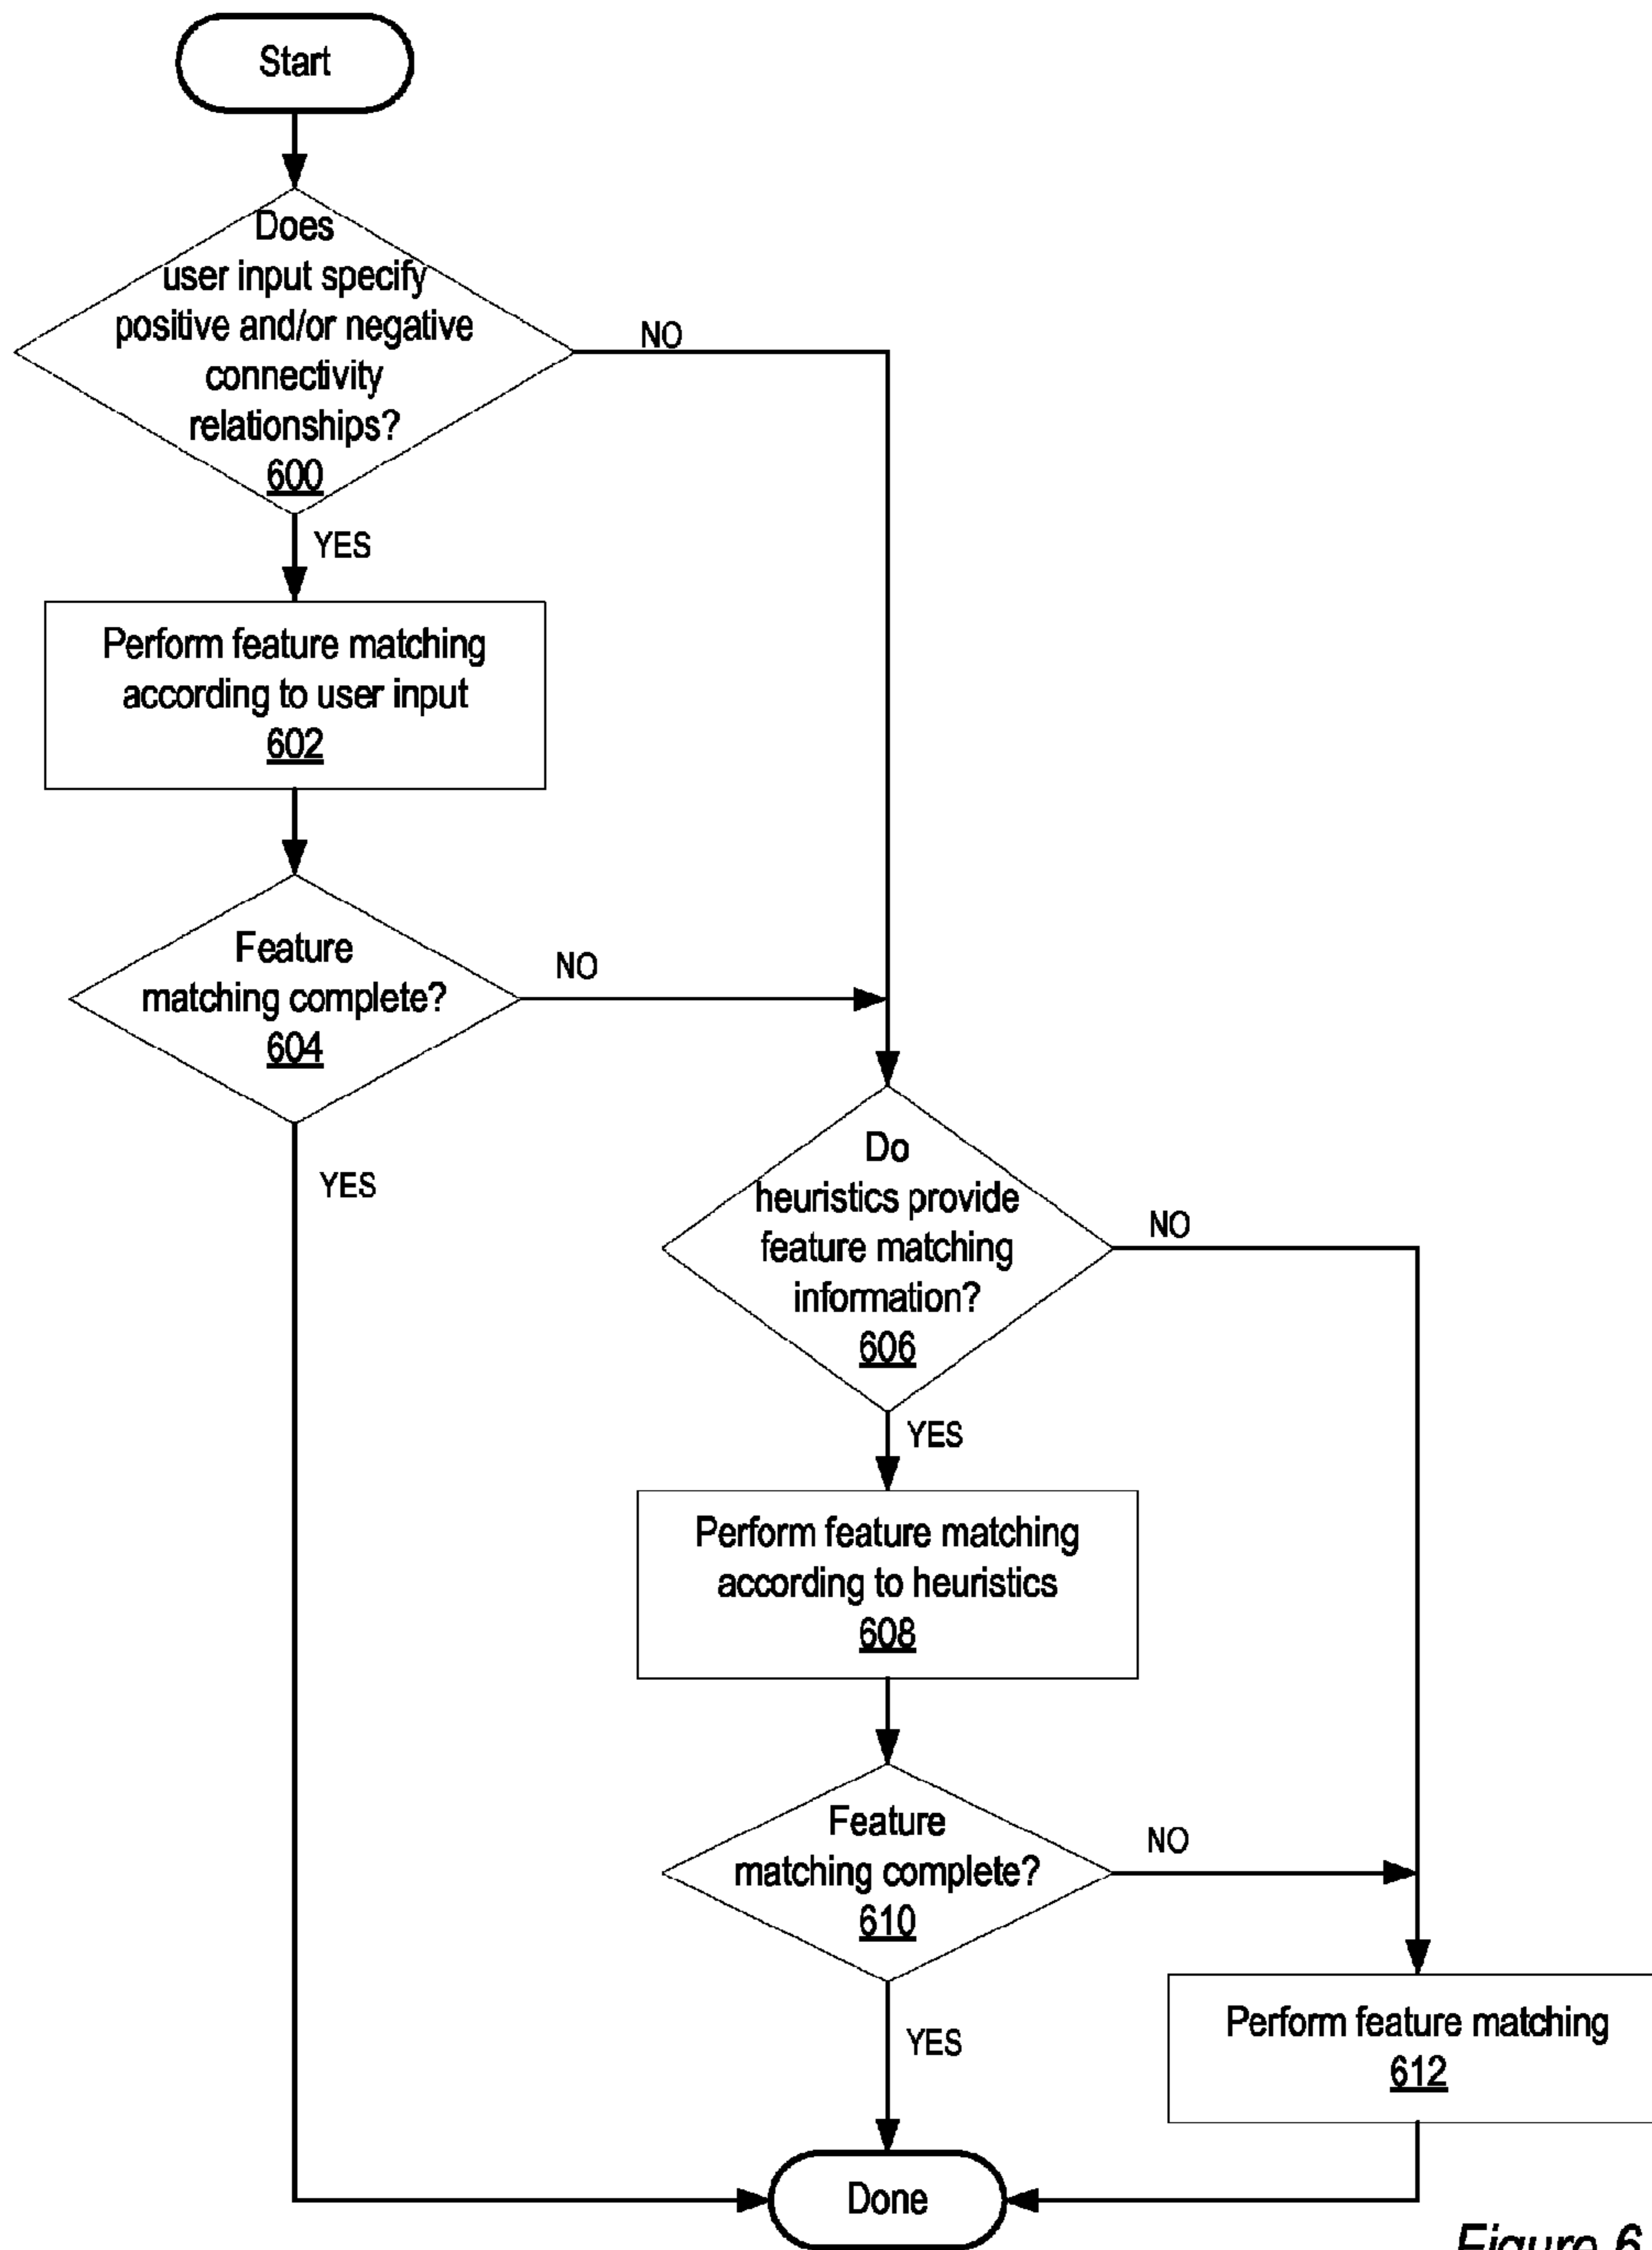 Start
Does
user input specify
positive and/or negative
connectivity
relationships?
600
NO
YES
Perform feature matching
according to user input
602
Feature
matching complete?
604
NO
YES
Do
heuristics provide
feature matching
information?
606
NO
YES
Perform feature matching
according to heuristics
608
Feature
matching complete?
610
NO
YES
Perform feature matching
612
Done
Figure 6